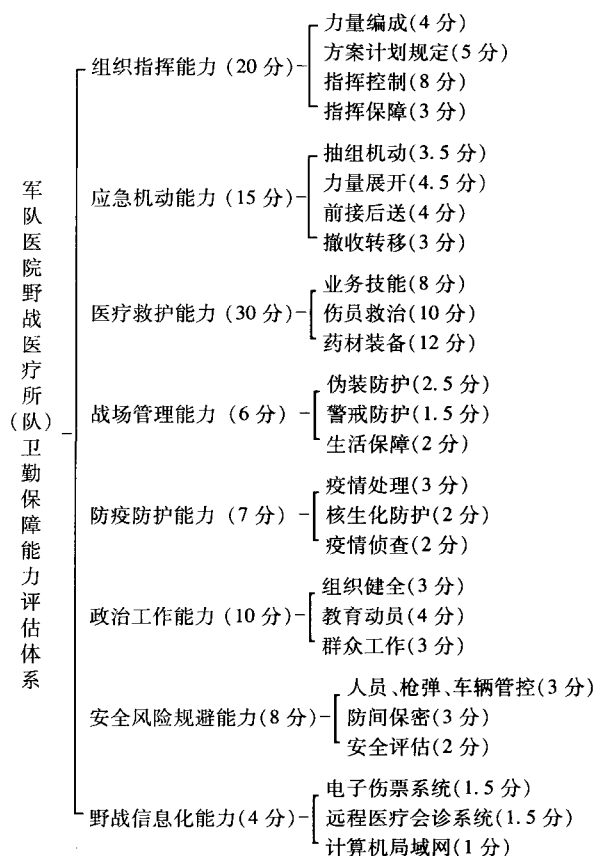 军队医院野战医疗所(队)卫勤保障能力评估体系
组织指挥能力(20分)
力量编成(4分)
方案计划规定(5分)
指挥控制(8分)
指挥保障(3分)
应急机动能力(15分)
抽组机动(3.5分)
力量展开(4.5分)
前接后送(4分)
撤收转移(3分)
医疗救护能力(30分)
业务技能(8分)
伤员救治(10分)
药材装备(12分)
战场管理能力(6分)
伪装防护(2.5分)
警戒防护(1.5分)
生活保障(2分)
防疫防护能力(7分)
疫情处理(3分)
核生化防护(2分)
疫情侦查(2分)
政治工作能力(10分)
组织健全(3分)
教育动员(4分)
群众工作(3分)
安全风险规避能力(8分)
人员、枪弹、车辆管控(3分)
防间保密(3分)
安全评估(2分)
野战信息化能力(4分)
电子伤票系统(1.5分)
远程医疗会诊系统(1.5分)
计算机局域网(1分)